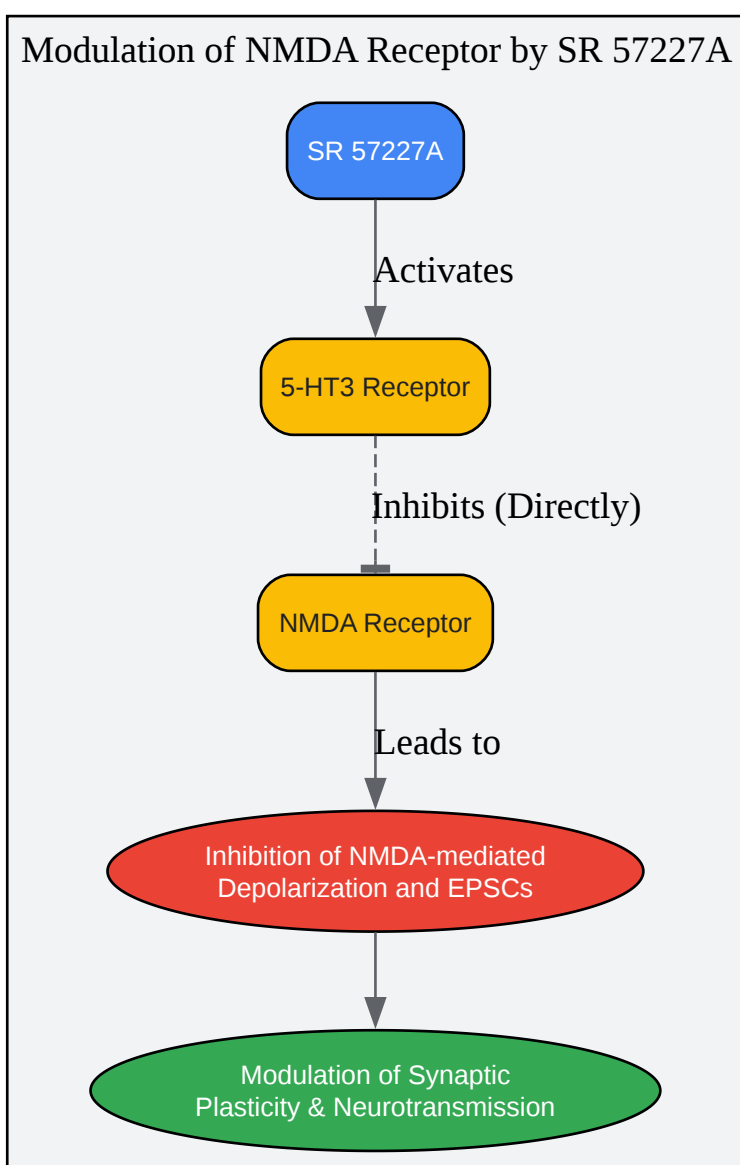 Modulation of NMDA Receptor by SR 57227A
SR 57227A
Activates
5-HT3 Receptor
Inhibits (Directly)
NMDA Receptor
Leads to
Inhibition of NMDA-mediated
Depolarization and EPSCs
Modulation of Synaptic
Plasticity & Neurotransmission